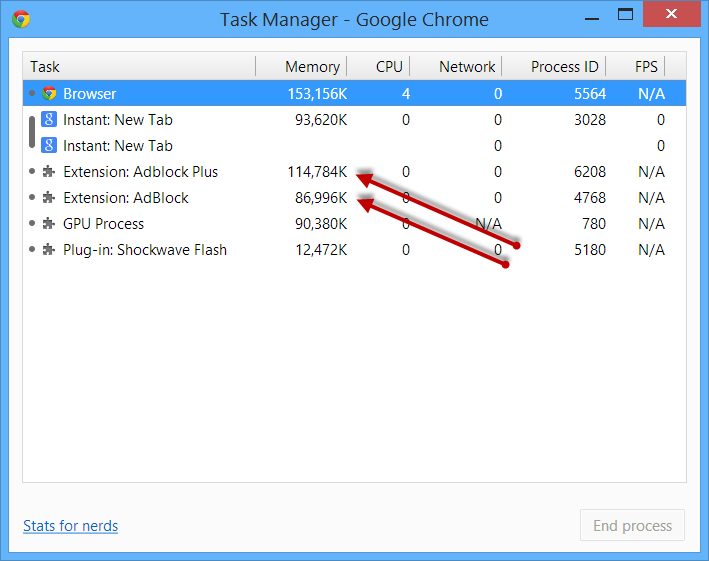 Task Manager - Google Chrome
Task Memory CPU Network Process ID FPS
Browser 153,156K 4 0 5564 N/A
Instant: New Tab 93,620K 0 0 3028 0
Instant: New Tab 0 0
Extension: Adblock Plus 114,784K 0 0 6208 N/A
Extension: AdBlock 86,996K 0 0 4768 N/A
GPU Process 90,380K 0 N/A 780 N/A
Plug-in: Shockwave Flash 12,472K 0 0 5180 N/A
Stats for nerds
End process